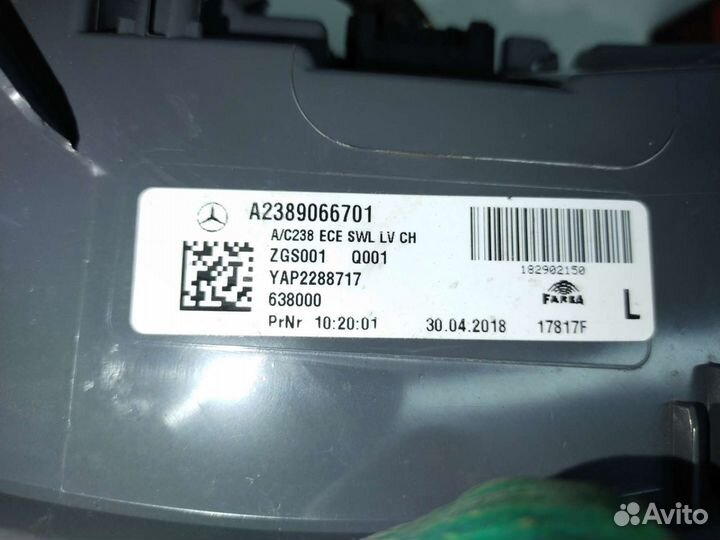 A2389066701
A/C238 ECE SWL LV CH
ZGS001 Q001
YAP2288717
638000
PrNr 10:20:01 30.04.2018 17817F
182902150
FARBA
L
Avito